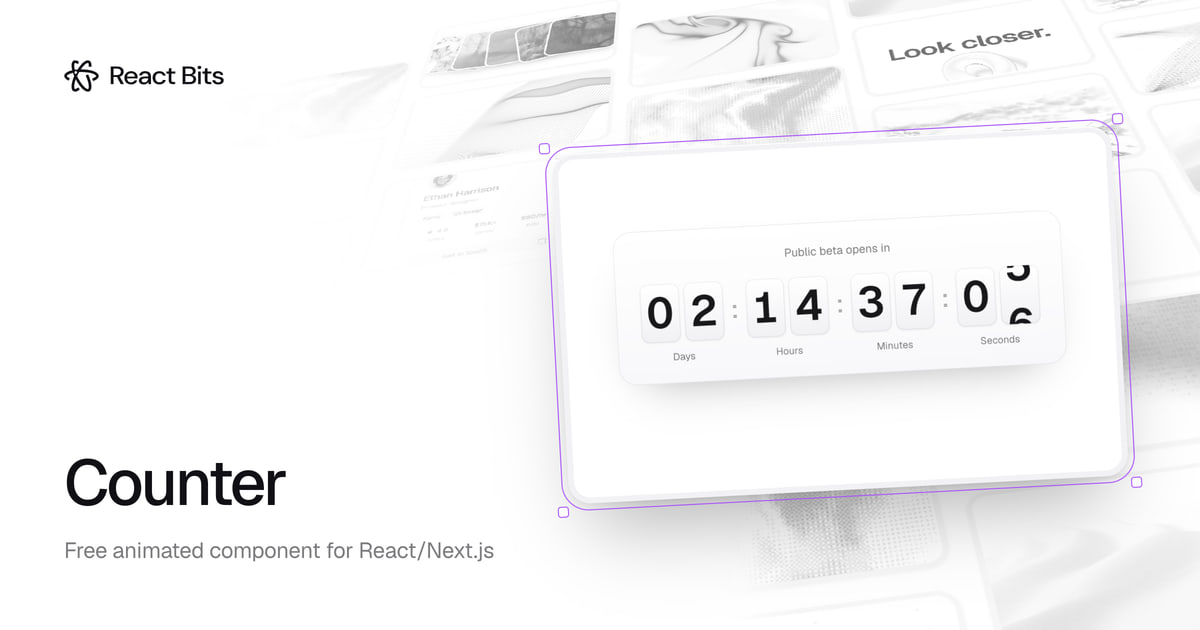 React Bits
Look closer.
Ethan Harrison
Public beta opens in
02:14:37:0
Days Hours Minutes Seconds
Counter
Free animated component for React/Next.js